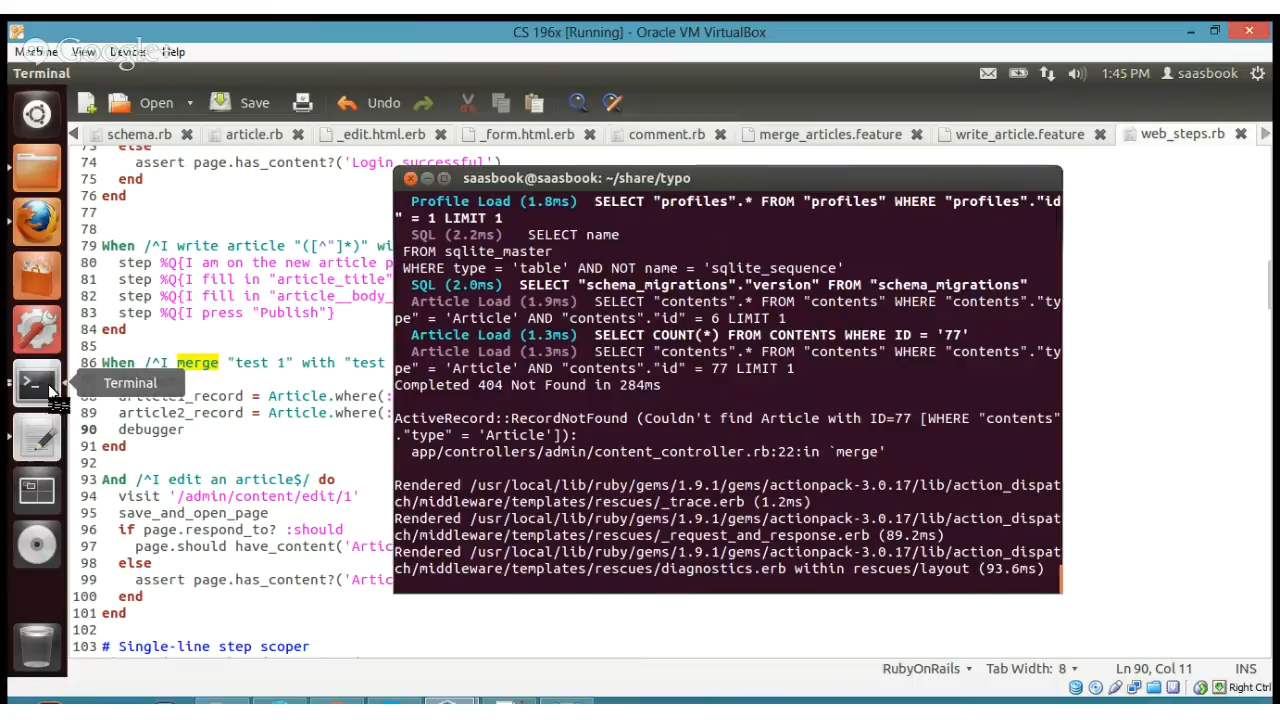 CS 196x [Running] - Oracle VM VirtualBox
Machine View Devices Help
Google
Terminal 1:45 PM saasbook
Open Save Undo
schema.rb article.rb _edit.html.erb _form.html.erb comment.rb merge_articles.feature write_article.feature web_steps.rb
73 else
74 assert page.has_content?('Login successful')
75 end
76 end
77
78
79 When /^I write article "([^"]*)" wi
80 step %Q{I am on the new article p
81 step %Q{I fill in "article_title"
82 step %Q{I fill in "article__body_
83 step %Q{I press "Publish"}
84 end
85
86 When /^I merge "test 1" with "test
88 article1_record = Article.where(:
89 article2_record = Article.where(:
90 debugger
91 end
92
93 And /^I edit an article$/ do
94 visit '/admin/content/edit/1'
95 save_and_open_page
96 if page.respond_to? :should
97 page.should have_content('Artic
98 else
99 assert page.has_content?('Artic
100 end
101 end
102
103 # Single-line step scoper
Terminal
saasbook@saasbook: ~/share/typo
Profile Load (1.8ms) SELECT "profiles".* FROM "profiles" WHERE "profiles"."id
" = 1 LIMIT 1
SQL (2.2ms) SELECT name
FROM sqlite_master
WHERE type = 'table' AND NOT name = 'sqlite_sequence'
SQL (2.0ms) SELECT "schema_migrations"."version" FROM "schema_migrations"
Article Load (1.9ms) SELECT "contents".* FROM "contents" WHERE "contents"."ty
pe" = 'Article' AND "contents"."id" = 6 LIMIT 1
Article Load (1.3ms) SELECT COUNT(*) FROM CONTENTS WHERE ID = '77'
Article Load (1.3ms) SELECT "contents".* FROM "contents" WHERE "contents"."ty
pe" = 'Article' AND "contents"."id" = 77 LIMIT 1
Completed 404 Not Found in 284ms
ActiveRecord::RecordNotFound (Couldn't find Article with ID=77 [WHERE "contents"
."type" = 'Article']):
app/controllers/admin/content_controller.rb:22:in `merge'
Rendered /usr/local/lib/ruby/gems/1.9.1/gems/actionpack-3.0.17/lib/action_dispat
ch/middleware/templates/rescues/_trace.erb (1.2ms)
Rendered /usr/local/lib/ruby/gems/1.9.1/gems/actionpack-3.0.17/lib/action_dispat
ch/middleware/templates/rescues/_request_and_response.erb (89.2ms)
Rendered /usr/local/lib/ruby/gems/1.9.1/gems/actionpack-3.0.17/lib/action_dispat
ch/middleware/templates/rescues/diagnostics.erb within rescues/layout (93.6ms)
RubyOnRails Tab Width: 8 Ln 90, Col 11 INS
Right Ctrl